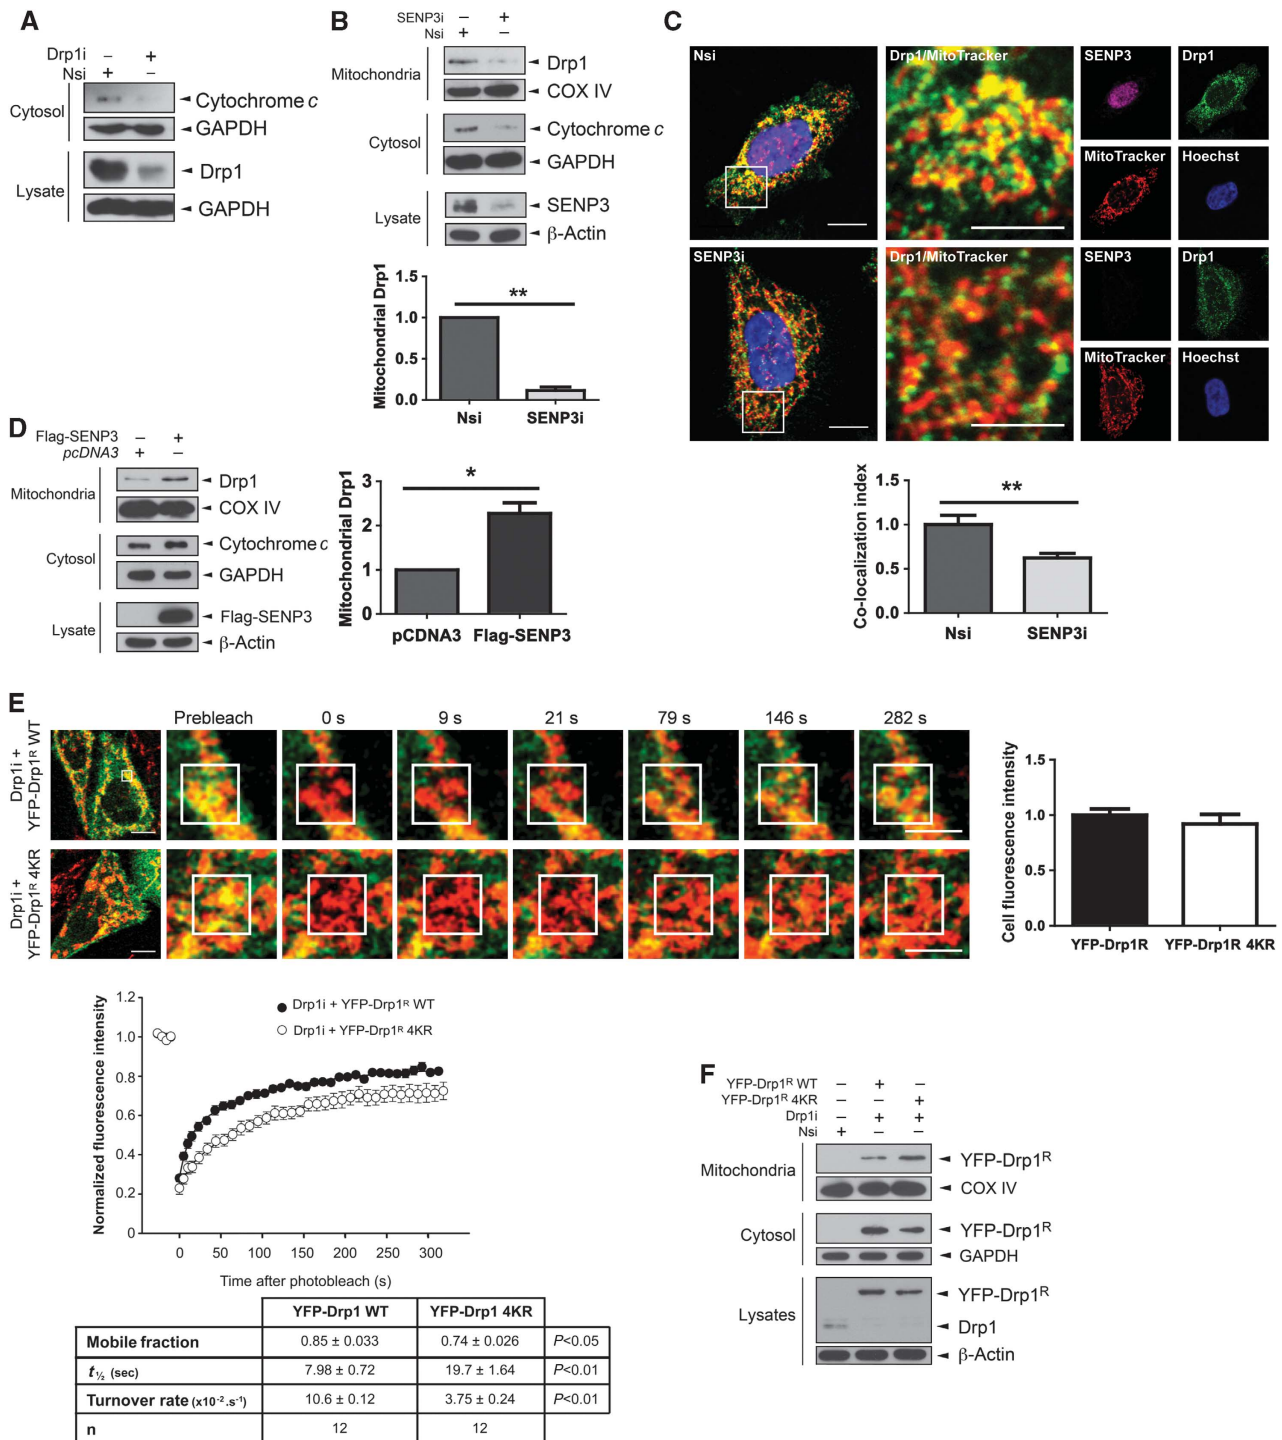 A
Drp1i – +
Nsi + –
Cytosol
Cytochrome c
GAPDH
Lysate
Drp1
GAPDH
B
SENP3i – +
Nsi + –
Mitochondria
Drp1
COX IV
Cytosol
Cytochrome c
GAPDH
Lysate
SENP3
β-Actin
Mitochondrial Drp1
1.5
1.0
0.5
0.0
**
Nsi SENP3i
C
Nsi
Drp1/MitoTracker
SENP3
Drp1
MitoTracker
Hoechst
SENP3i
Drp1/MitoTracker
SENP3
Drp1
MitoTracker
Hoechst
Co-localization index
1.5
1.0
0.5
0.0
**
Nsi SENP3i
D
Flag-SENP3 – +
pcDNA3 + –
Mitochondria
Drp1
COX IV
Cytosol
Cytochrome c
GAPDH
Lysate
Flag-SENP3
β-Actin
Mitochondrial Drp1
3
2
1
0
*
pCDNA3 Flag-SENP3
E
Prebleach 0 s 9 s 21 s 79 s 146 s 282 s
Drp1i +
YFP-Drp1R WT
Drp1i +
YFP-Drp1R 4KR
Cell fluorescence intensity
1.5
1.0
0.5
0.0
YFP-Drp1R YFP-Drp1R 4KR
Normalized fluorescence intensity
1.2
1.0
0.8
0.6
0.4
0.2
0
Drp1i + YFP-Drp1R WT
Drp1i + YFP-Drp1R 4KR
0 50 100 150 200 250 300
Time after photobleach (s)
YFP-Drp1 WT YFP-Drp1 4KR
Mobile fraction 0.85 ± 0.033 0.74 ± 0.026 P<0.05
t½ (sec) 7.98 ± 0.72 19.7 ± 1.64 P<0.01
Turnover rate (x10-2.s-1) 10.6 ± 0.12 3.75 ± 0.24 P<0.01
n 12 12
F
YFP-Drp1R WT – + –
YFP-Drp1R 4KR – – +
Drp1i – + +
Nsi + – –
Mitochondria
YFP-Drp1R
COX IV
Cytosol
YFP-Drp1R
GAPDH
Lysates
YFP-Drp1R
Drp1
β-Actin